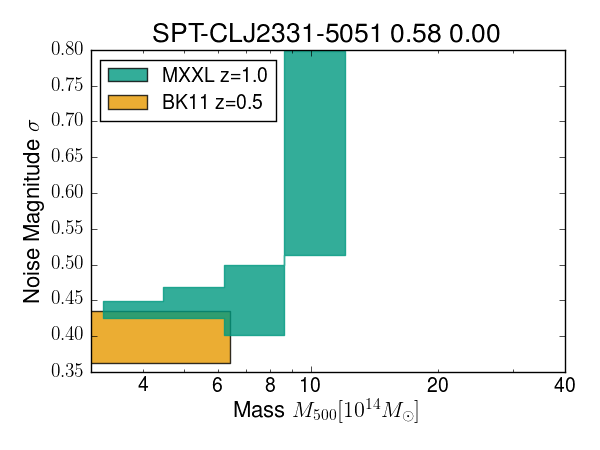 SPT-CLJ2331-5051 0.58 0.00
MXXL z=1.0
BK11 z=0.5
Noise Magnitude σ
0.80
0.75
0.70
0.65
0.60
0.55
0.50
0.45
0.40
0.35
4 6 8 10 20 40
Mass M₅₀₀[10¹⁴M☉]